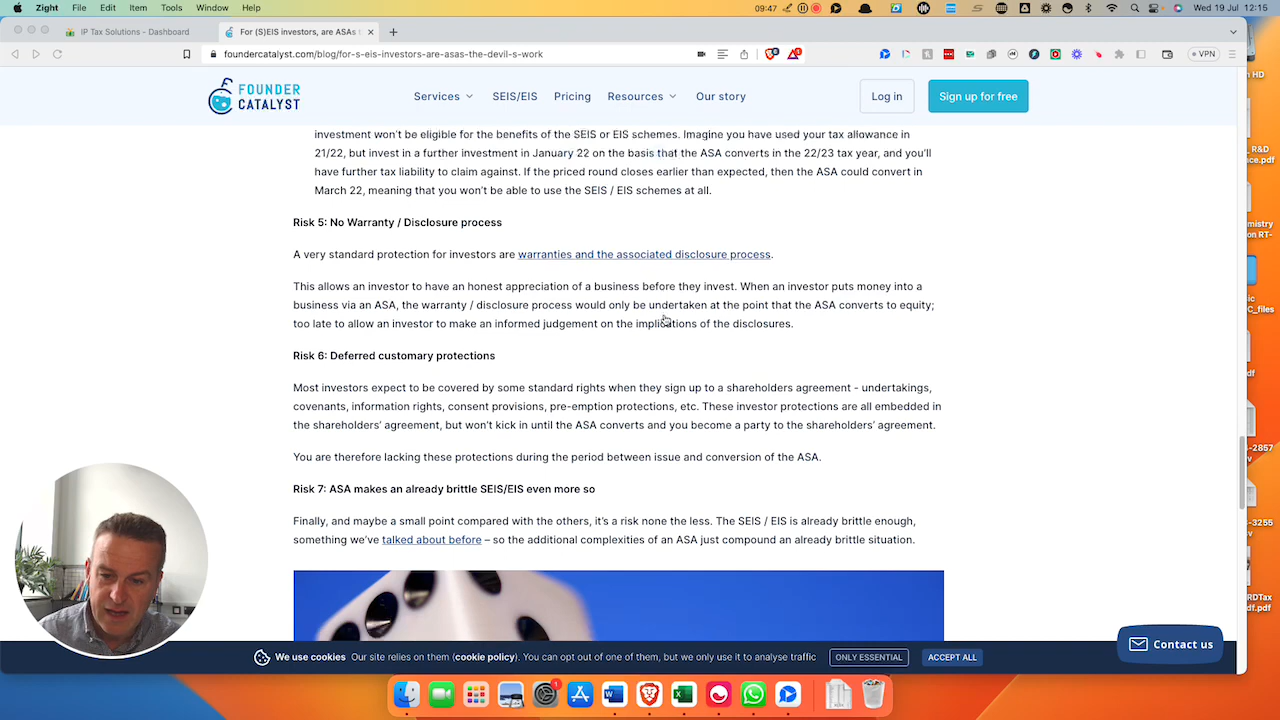 Zight File Edit Item Tools Window Help 09:47 Wed 19 Jul 12:15
IP Tax Solutions - Dashboard
For (S)EIS investors, are ASAs t
foundercatalyst.com/blog/for-s-eis-investors-are-asas-the-devil-s-work
VPN
FOUNDER
CATALYST
Services SEIS/EIS Pricing Resources Our story Log in Sign up for free
investment won't be eligible for the benefits of the SEIS or EIS schemes. Imagine you have used your tax allowance in
21/22, but invest in a further investment in January 22 on the basis that the ASA converts in the 22/23 tax year, and you'll
have further tax liability to claim against. If the priced round closes earlier than expected, then the ASA could convert in
March 22, meaning that you won't be able to use the SEIS / EIS schemes at all.
Risk 5: No Warranty / Disclosure process
A very standard protection for investors are warranties and the associated disclosure process.
This allows an investor to have an honest appreciation of a business before they invest. When an investor puts money into a
business via an ASA, the warranty / disclosure process would only be undertaken at the point that the ASA converts to equity;
too late to allow an investor to make an informed judgement on the implications of the disclosures.
Risk 6: Deferred customary protections
Most investors expect to be covered by some standard rights when they sign up to a shareholders agreement - undertakings,
covenants, information rights, consent provisions, pre-emption protections, etc. These investor protections are all embedded in
the shareholders' agreement, but won't kick in until the ASA converts and you become a party to the shareholders' agreement.
You are therefore lacking these protections during the period between issue and conversion of the ASA.
Risk 7: ASA makes an already brittle SEIS/EIS even more so
Finally, and maybe a small point compared with the others, it's a risk none the less. The SEIS / EIS is already brittle enough,
something we've talked about before – so the additional complexities of an ASA just compound an already brittle situation.
Contact us
We use cookies Our site relies on them (cookie policy). You can opt out of one of them, but we only use it to analyse traffic ONLY ESSENTIAL ACCEPT ALL